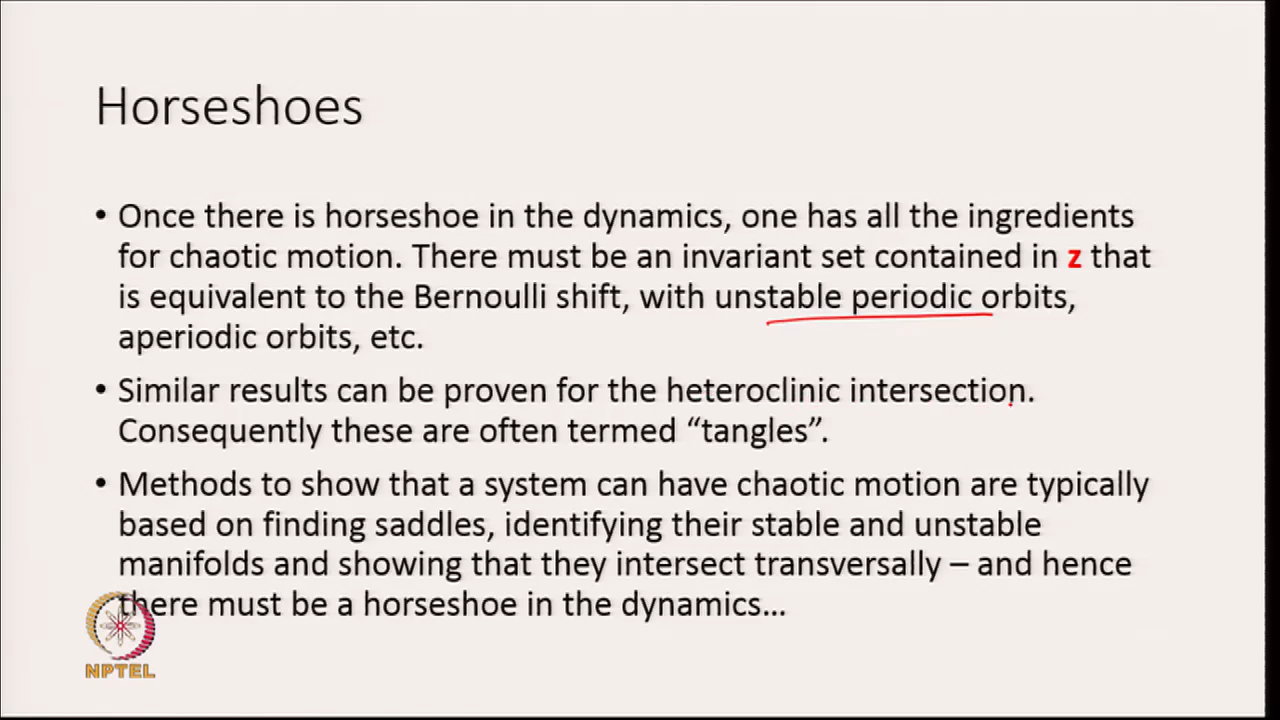 Horseshoes
• Once there is horseshoe in the dynamics, one has all the ingredients
for chaotic motion. There must be an invariant set contained in z that
is equivalent to the Bernoulli shift, with unstable periodic orbits,
aperiodic orbits, etc.
• Similar results can be proven for the heteroclinic intersection.
Consequently these are often termed “tangles”.
• Methods to show that a system can have chaotic motion are typically
based on finding saddles, identifying their stable and unstable
manifolds and showing that they intersect transversally – and hence
there must be a horseshoe in the dynamics…
NPTEL